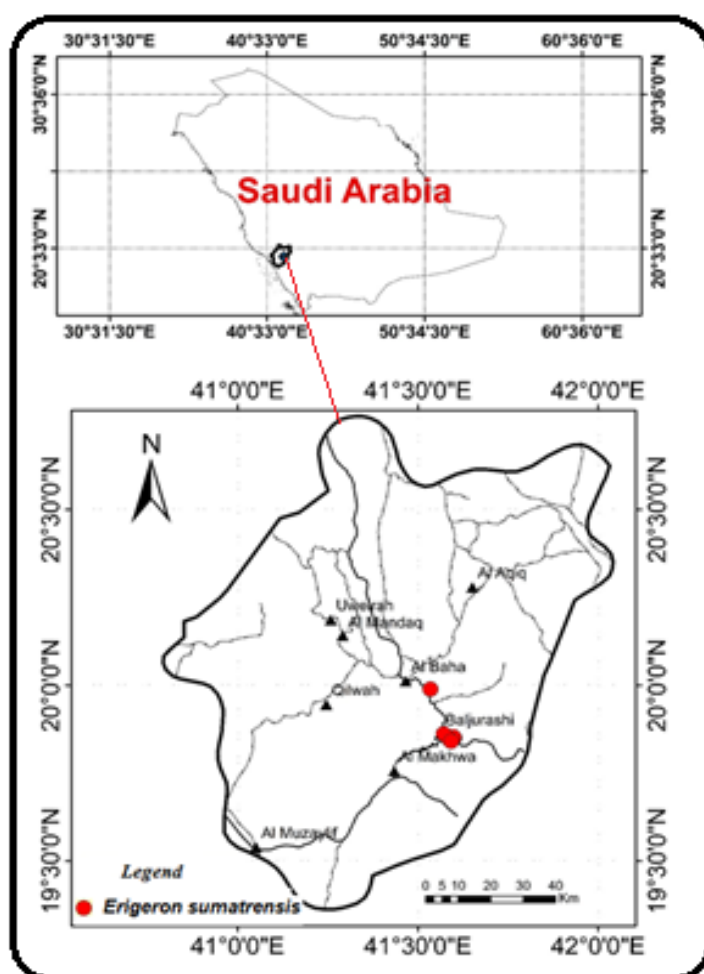 30°31'30"E 40°33'0"E 50°34'30"E 60°36'0"E
30°36'0"N
30°36'0"N
Saudi Arabia
20°33'0"N
20°33'0"N
30°31'30"E 40°33'0"E 50°34'30"E 60°36'0"E
41°0'0"E 41°30'0"E 42°0'0"E
N
20°30'0"N
20°30'0"N
Al Aqiq
Uweirah
Al Mandaq
Al Baha
20°0'0"N
20°0'0"N
Qilwah
Baljurashi
Al Makhwa
Al Muzaylif
19°30'0"N
19°30'0"N
Legend
Erigeron sumatrensis
0 5 10 20 30 40
Km
41°0'0"E 41°30'0"E 42°0'0"E